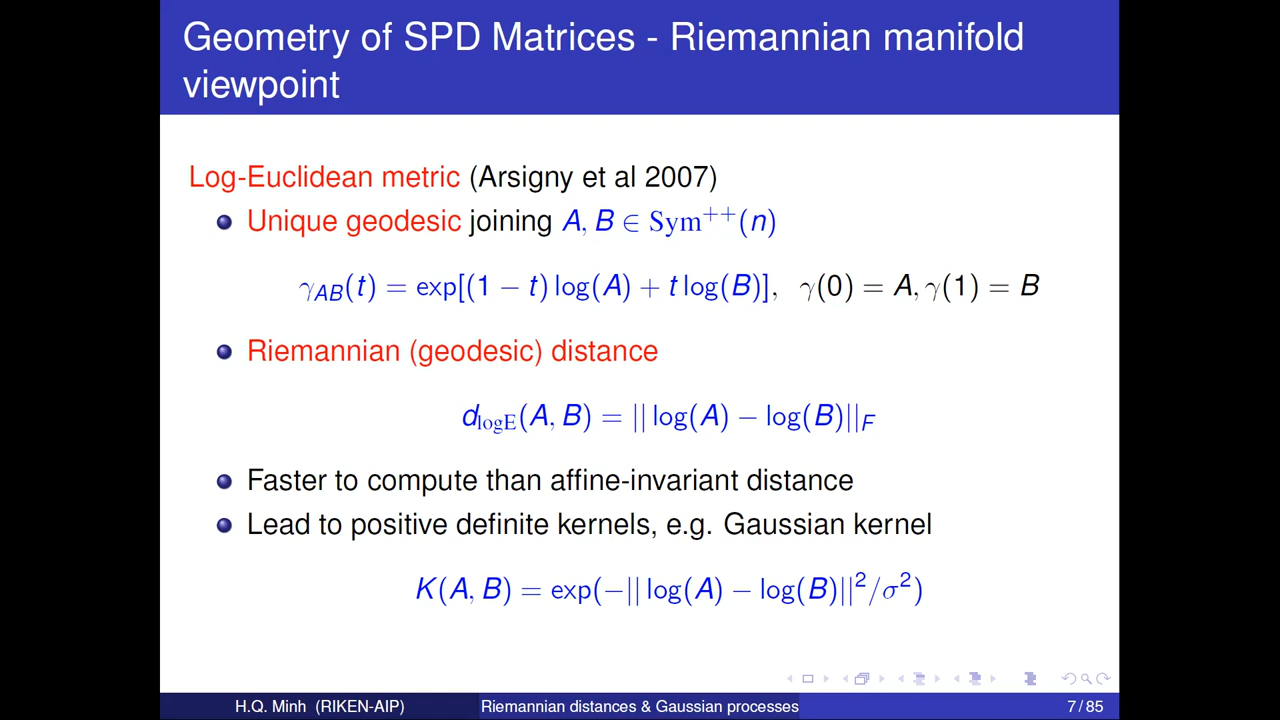 Geometry of SPD Matrices - Riemannian manifold
viewpoint
Log-Euclidean metric (Arsigny et al 2007)
Unique geodesic joining A, B ∈ Sym⁺⁺(n)
γ_AB(t) = exp[(1 − t) log(A) + t log(B)], γ(0) = A, γ(1) = B
Riemannian (geodesic) distance
d_logE(A, B) = || log(A) − log(B)||_F
Faster to compute than affine-invariant distance
Lead to positive definite kernels, e.g. Gaussian kernel
K(A, B) = exp(−|| log(A) − log(B)||²/σ²)
H.Q. Minh (RIKEN-AIP) Riemannian distances & Gaussian processes 7 / 85